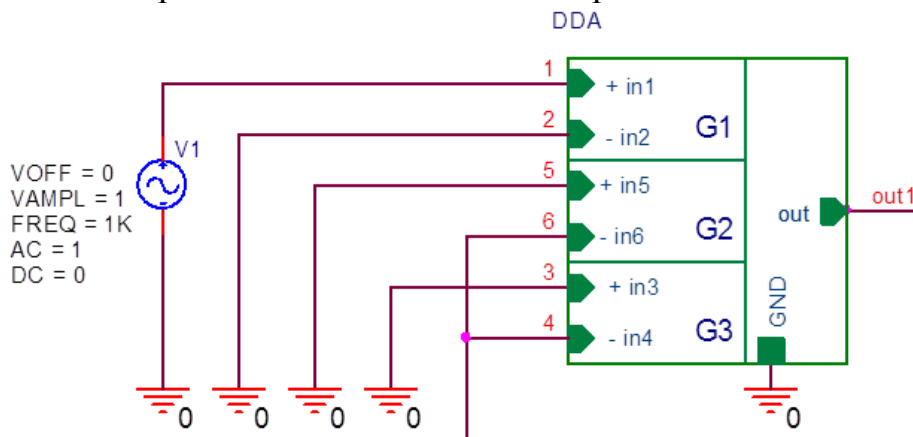 DDA
1
+ in1
2
- in2
G1
V1
VOFF = 0
VAMPL = 1
FREQ = 1K
AC = 1
DC = 0
5
+ in5
6
- in6
G2
out
out1
3
+ in3
4
- in4
G3
GND
0
0
0
0
0